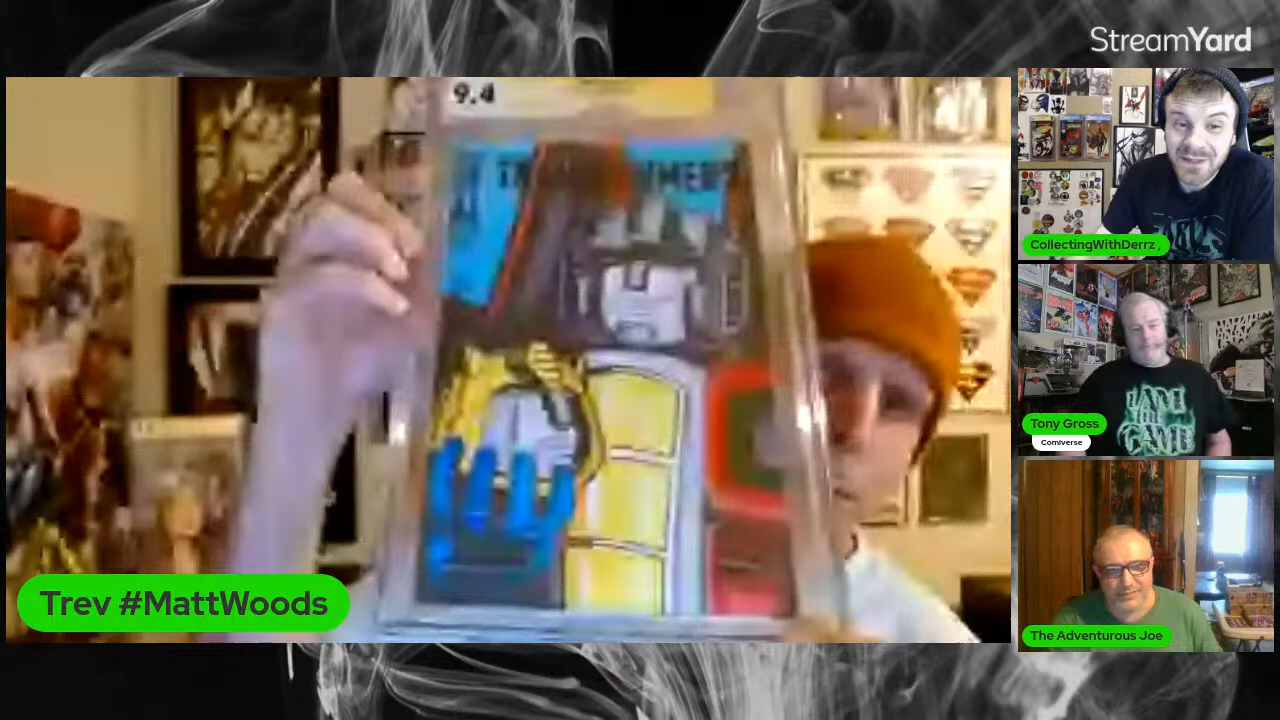 StreamYard
9.4
CollectingWithDerrz ,
Tony Gross
Comiverse
I AM
THE
GAME
Trev #MattWoods
The Adventurous Joe